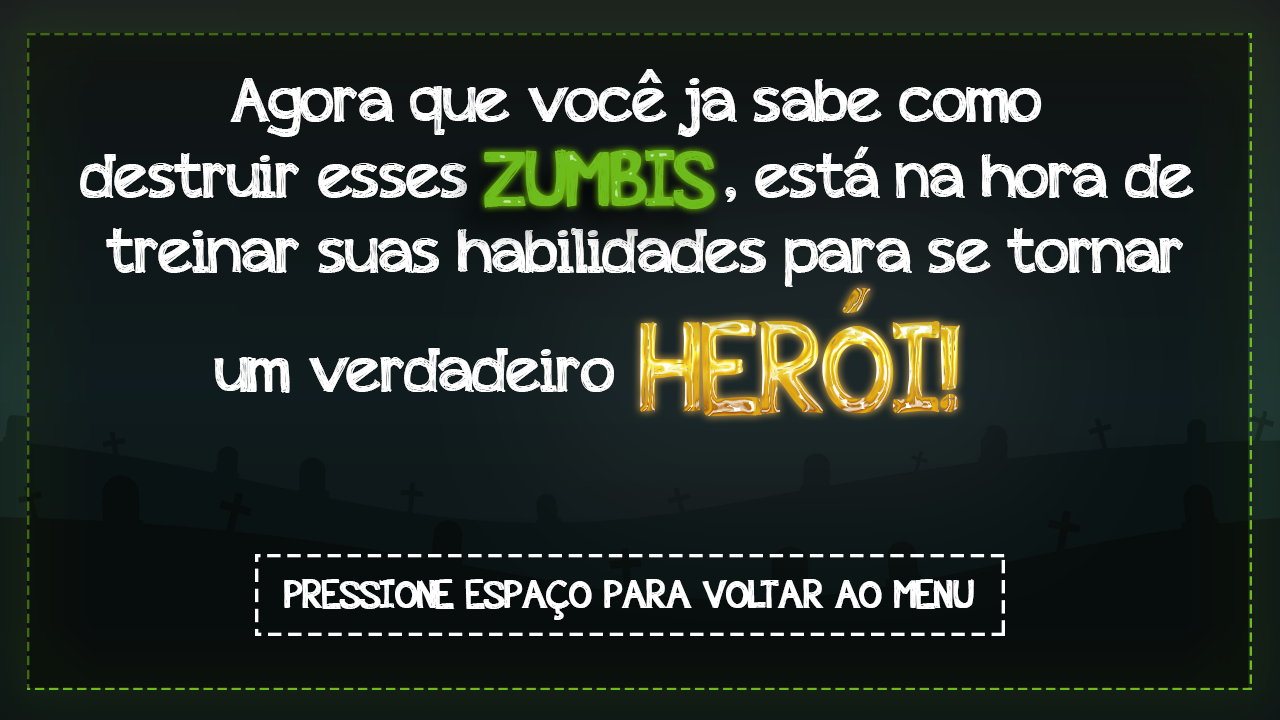 Agora que você ja sabe como
destruir esses ZUMBIS, está na hora de
treinar suas habilidades para se tornar
um verdadeiro HERÓI!
PRESSIONE ESPAÇO PARA VOLTAR AO MENU